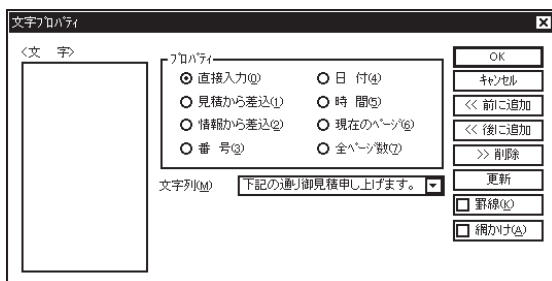 文字ﾌﾟﾛﾊﾟﾃｨ
<文　字>
ﾌﾟﾛﾊﾟﾃｨ
直接入力(0)
日 付(4)
見積から差込(1)
時 間(5)
情報から差込(2)
現在のﾍﾟｰｼﾞ(6)
番 号(3)
全ﾍﾟｰｼﾞ数(7)
文字列(M)
下記の通り御見積申し上げます。
OK
ｷｬﾝｾﾙ
<< 前に追加
<< 後に追加
>> 削除
更新
罫線(K)
網かけ(A)